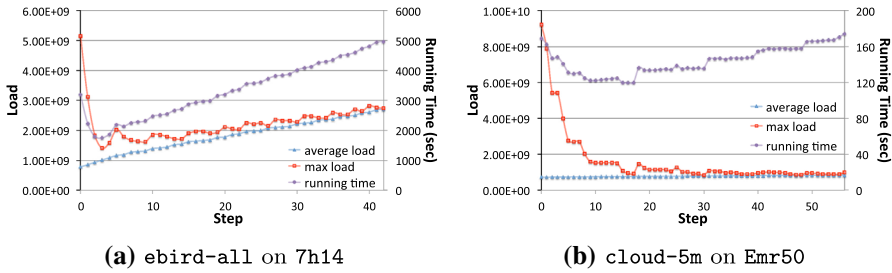 6.00E+09
5.00E+09
4.00E+09
3.00E+09
2.00E+09
1.00E+09
0.00E+00
Load
6000
5000
4000
3000
2000
1000
0
Running Time (sec)
average load
max load
running time
0 10 20 30 40
Step
(a) ebird-all on 7h14
1.00E+10
8.00E+09
6.00E+09
4.00E+09
2.00E+09
0.00E+00
Load
200
160
120
80
40
0
Running Time (sec)
average load
max load
running time
0 10 20 30 40 50
Step
(b) cloud-5m on Emr50